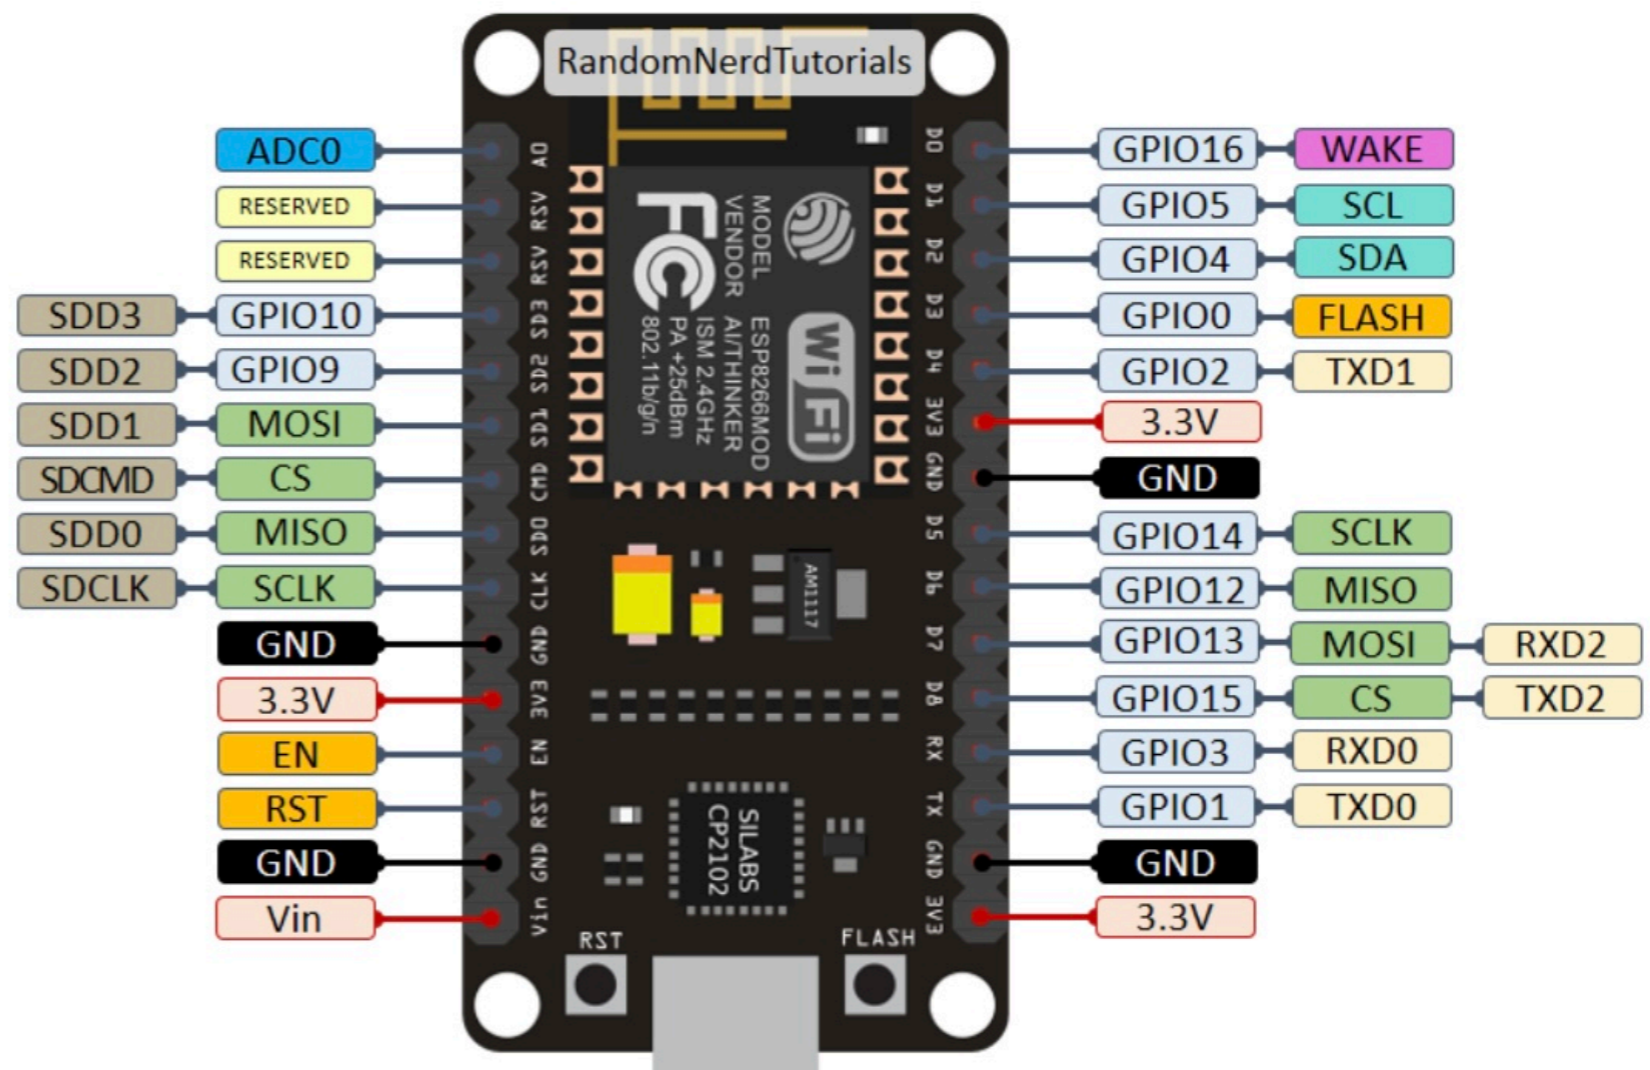 RandomNerdTutorials
ADC0
RESERVED
RESERVED
SDD3 GPIO10
SDD2 GPIO9
SDD1 MOSI
SDCMD CS
SDD0 MISO
SDCLK SCLK
GND
3.3V
EN
RST
GND
Vin
A0
RSV
RSV
SD3
SD2
SD1
CMD
SD0
CLK
GND
3V3
EN
RST
GND
Vin
MODEL
VENDOR
ESP8266MOD
AI/THINKER
ISM 2.4GHz
PA +25dBm
802.11b/g/n
FC
Wi Fi
AM1117
SILABS
CP2102
RST
FLASH
D0
D1
D2
D3
D4
3V3
GND
D5
D6
D7
D8
RX
TX
GND
3V3
GPIO16 WAKE
GPIO5 SCL
GPIO4 SDA
GPIO0 FLASH
GPIO2 TXD1
3.3V
GND
GPIO14 SCLK
GPIO12 MISO
GPIO13 MOSI RXD2
GPIO15 CS TXD2
GPIO3 RXD0
GPIO1 TXD0
GND
3.3V